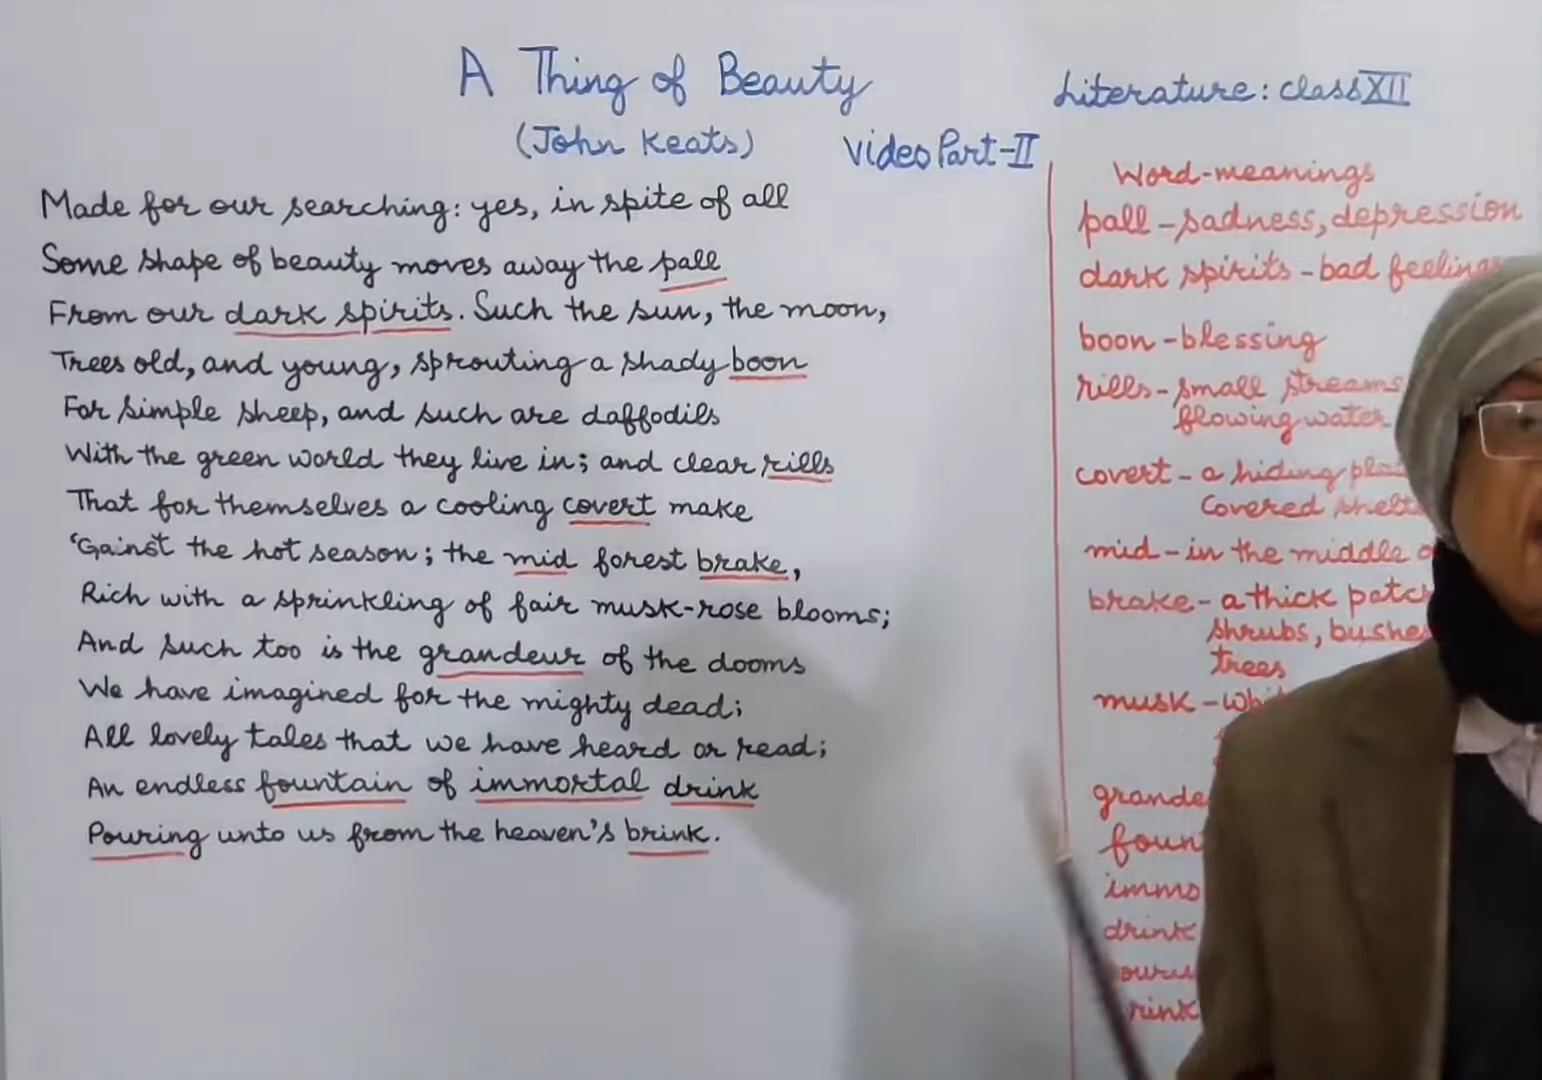 A Thing of Beauty
(John Keats)
Literature: class XII
Video Part-II
Made for our searching: yes, in spite of all
Some shape of beauty moves away the pall
From our dark spirits. Such the sun, the moon,
Trees old, and young, sprouting a shady boon
For simple sheep, and such are daffodils
With the green world they live in; and clear rills
That for themselves a cooling covert make
'Gainst the hot season; the mid forest brake,
Rich with a sprinkling of fair musk-rose blooms;
And such too is the grandeur of the dooms
We have imagined for the mighty dead;
All lovely tales that we have heard or read;
An endless fountain of immortal drink
Pouring unto us from the heaven's brink.
Word-meanings
pall - sadness, depression
dark spirits - bad
boon - blessing
rills - small streams
flowing water
covert - a hiding
Covered
mid - in the middle
brake - a thick
shrubs,
trees
musk -
drink